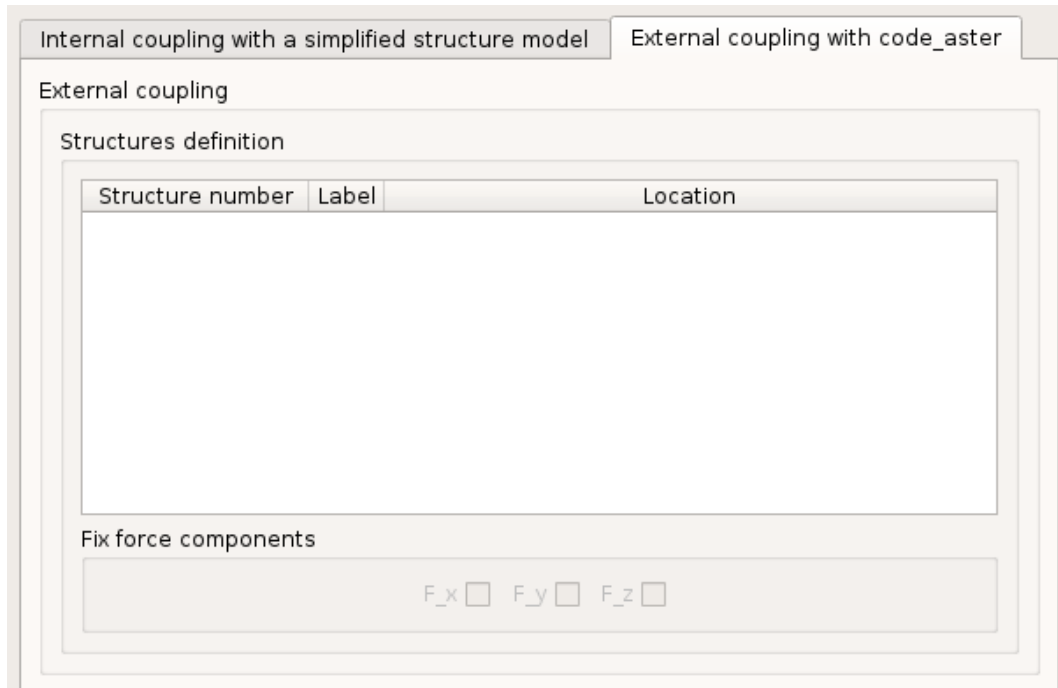 Internal coupling with a simplified structure model External coupling with code_aster
External coupling
Structures definition
Structure number Label Location
Fix force components
F_x F_y F_z